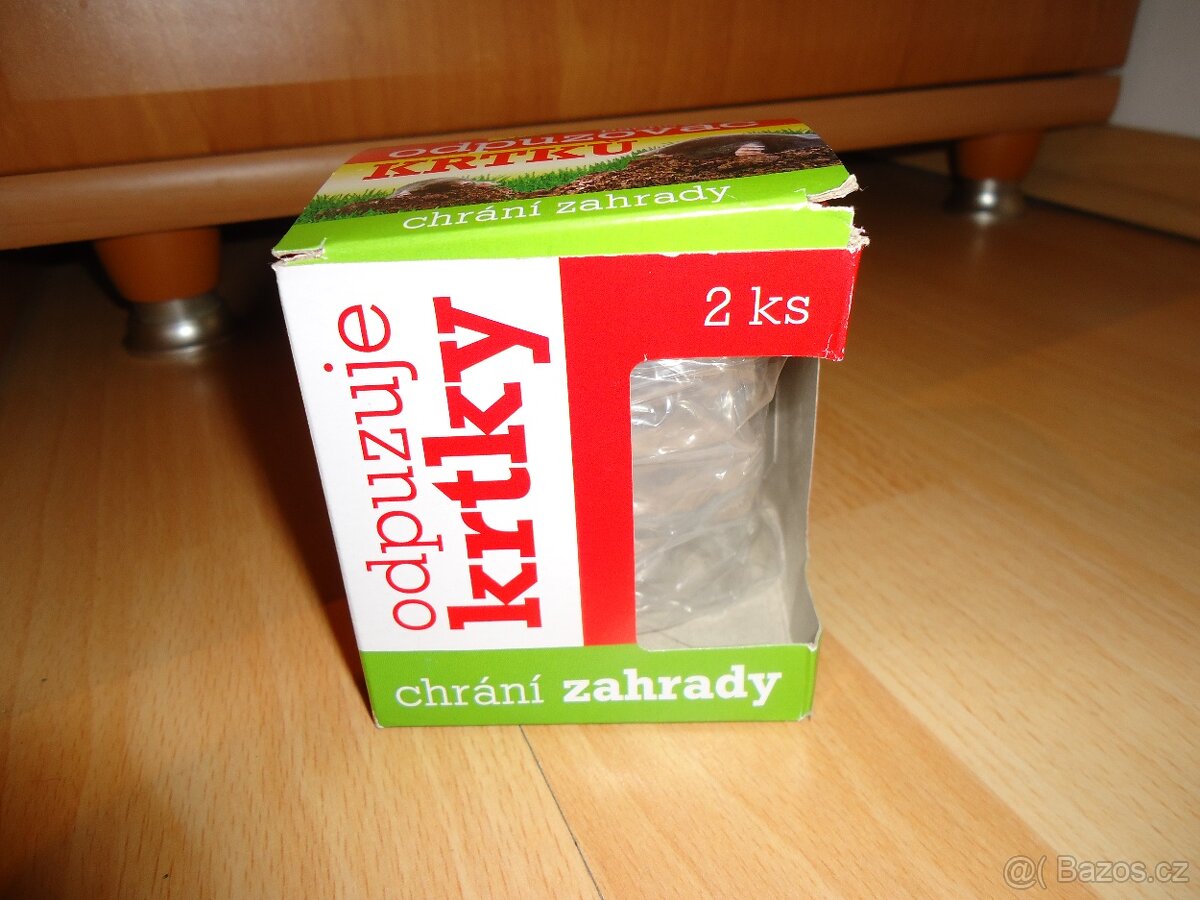 odpuzovač
KRTKŮ
chrání zahrady
odpuzuje
krtky
2 ks
chrání zahrady
@( Bazos.cz